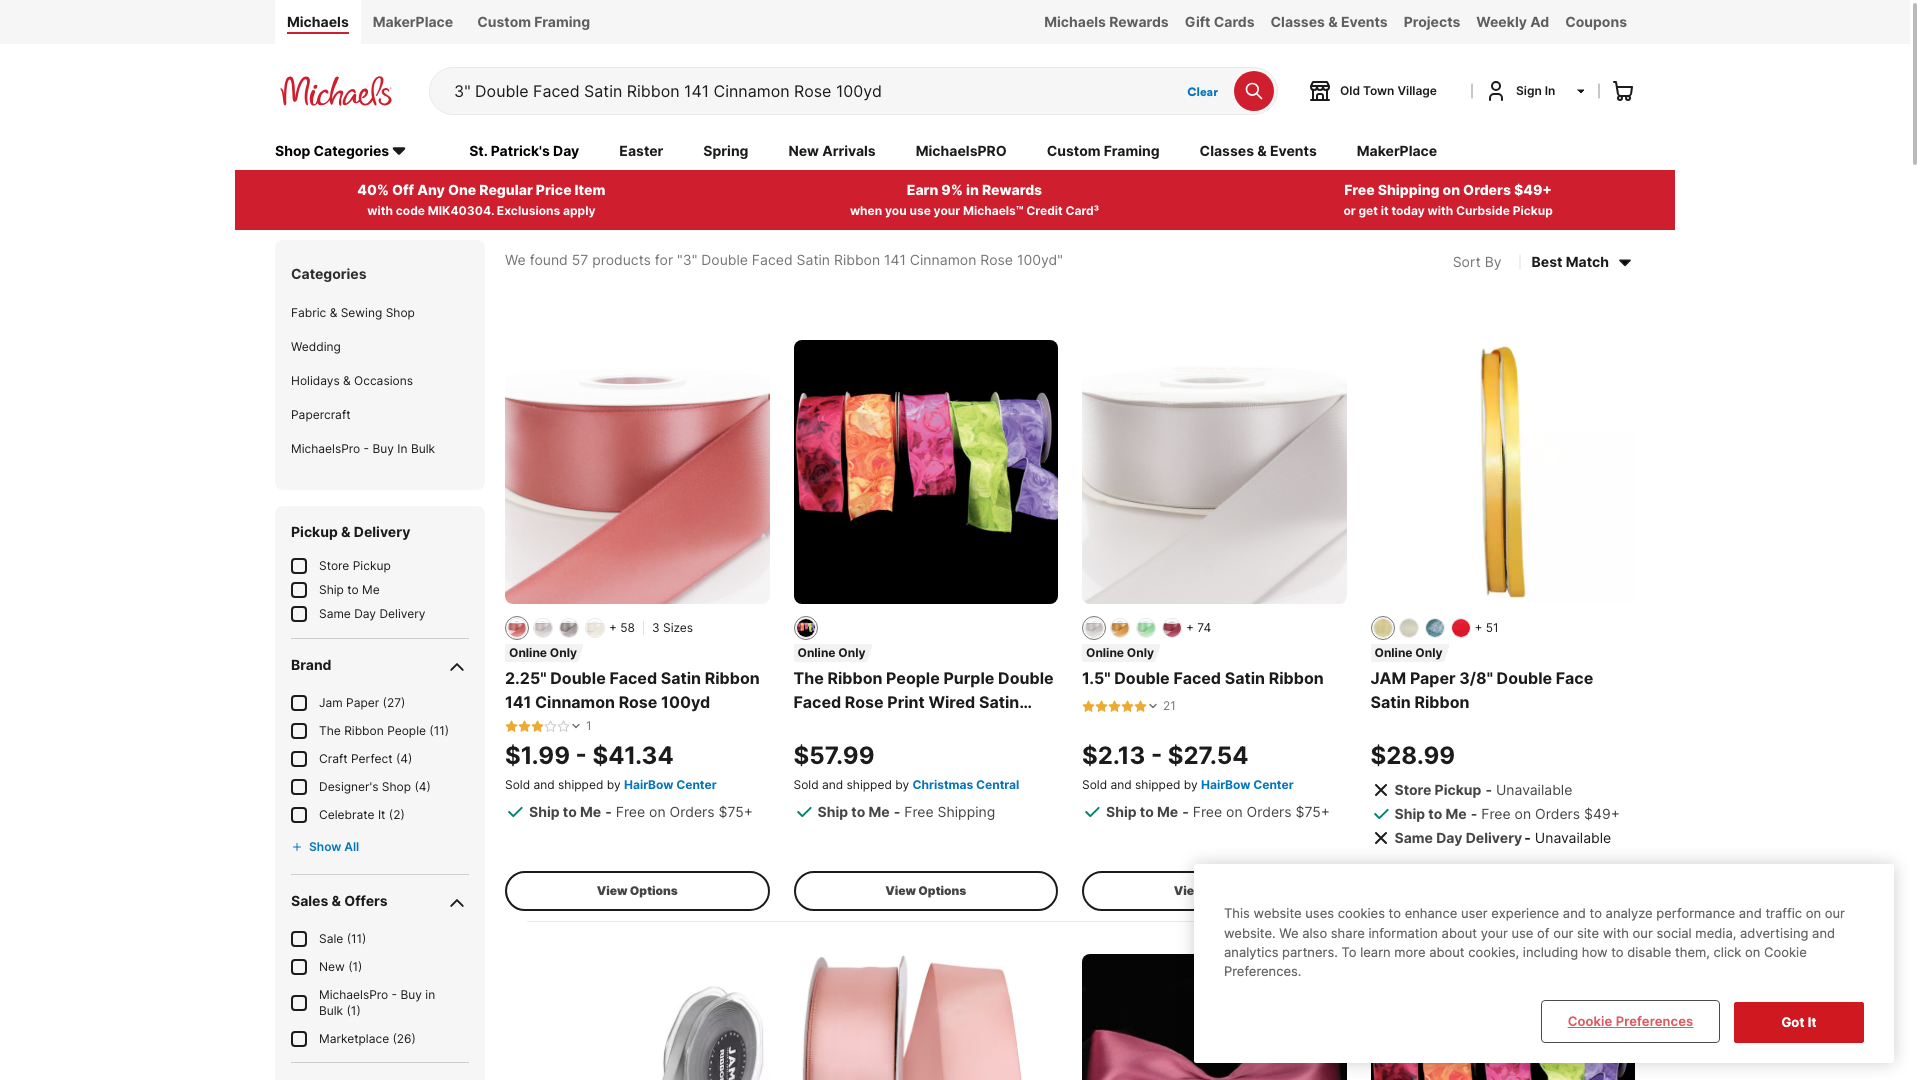 Michaels
MakerPlace
Custom Framing
Michaels Rewards
Gift Cards
Classes & Events
Projects
Weekly Ad
Coupons
Michaels
3" Double Faced Satin Ribbon 141 Cinnamon Rose 100yd
Clear
Old Town Village
Sign In
Shop Categories
St. Patrick's Day
Easter
Spring
New Arrivals
MichaelsPRO
Custom Framing
Classes & Events
MakerPlace
40% Off Any One Regular Price Item
with code MIK40304. Exclusions apply
Earn 9% in Rewards
when you use your Michaels™ Credit Card³
Free Shipping on Orders $49+
or get it today with Curbside Pickup
Categories
Fabric & Sewing Shop
Wedding
Holidays & Occasions
Papercraft
MichaelsPro - Buy In Bulk
Pickup & Delivery
Store Pickup
Ship to Me
Same Day Delivery
Brand
Jam Paper (27)
The Ribbon People (11)
Craft Perfect (4)
Designer's Shop (4)
Celebrate It (2)
+ Show All
Sales & Offers
Sale (11)
New (1)
MichaelsPro - Buy in
Bulk (1)
Marketplace (26)
We found 57 products for "3" Double Faced Satin Ribbon 141 Cinnamon Rose 100yd"
Sort By
Best Match
+ 58
3 Sizes
Online Only
2.25" Double Faced Satin Ribbon
141 Cinnamon Rose 100yd
1
$1.99 - $41.34
Sold and shipped by HairBow Center
Ship to Me - Free on Orders $75+
View Options
Online Only
The Ribbon People Purple Double
Faced Rose Print Wired Satin...
$57.99
Sold and shipped by Christmas Central
Ship to Me - Free Shipping
View Options
+ 74
Online Only
1.5" Double Faced Satin Ribbon
21
$2.13 - $27.54
Sold and shipped by HairBow Center
Ship to Me - Free on Orders $75+
Vie
+ 51
Online Only
JAM Paper 3/8" Double Face
Satin Ribbon
$28.99
Store Pickup - Unavailable
Ship to Me - Free on Orders $49+
Same Day Delivery - Unavailable
JAM
RIBBON
This website uses cookies to enhance user experience and to analyze performance and traffic on our
website. We also share information about your use of our site with our social media, advertising and
analytics partners. To learn more about cookies, including how to disable them, click on Cookie
Preferences.
Cookie Preferences
Got It